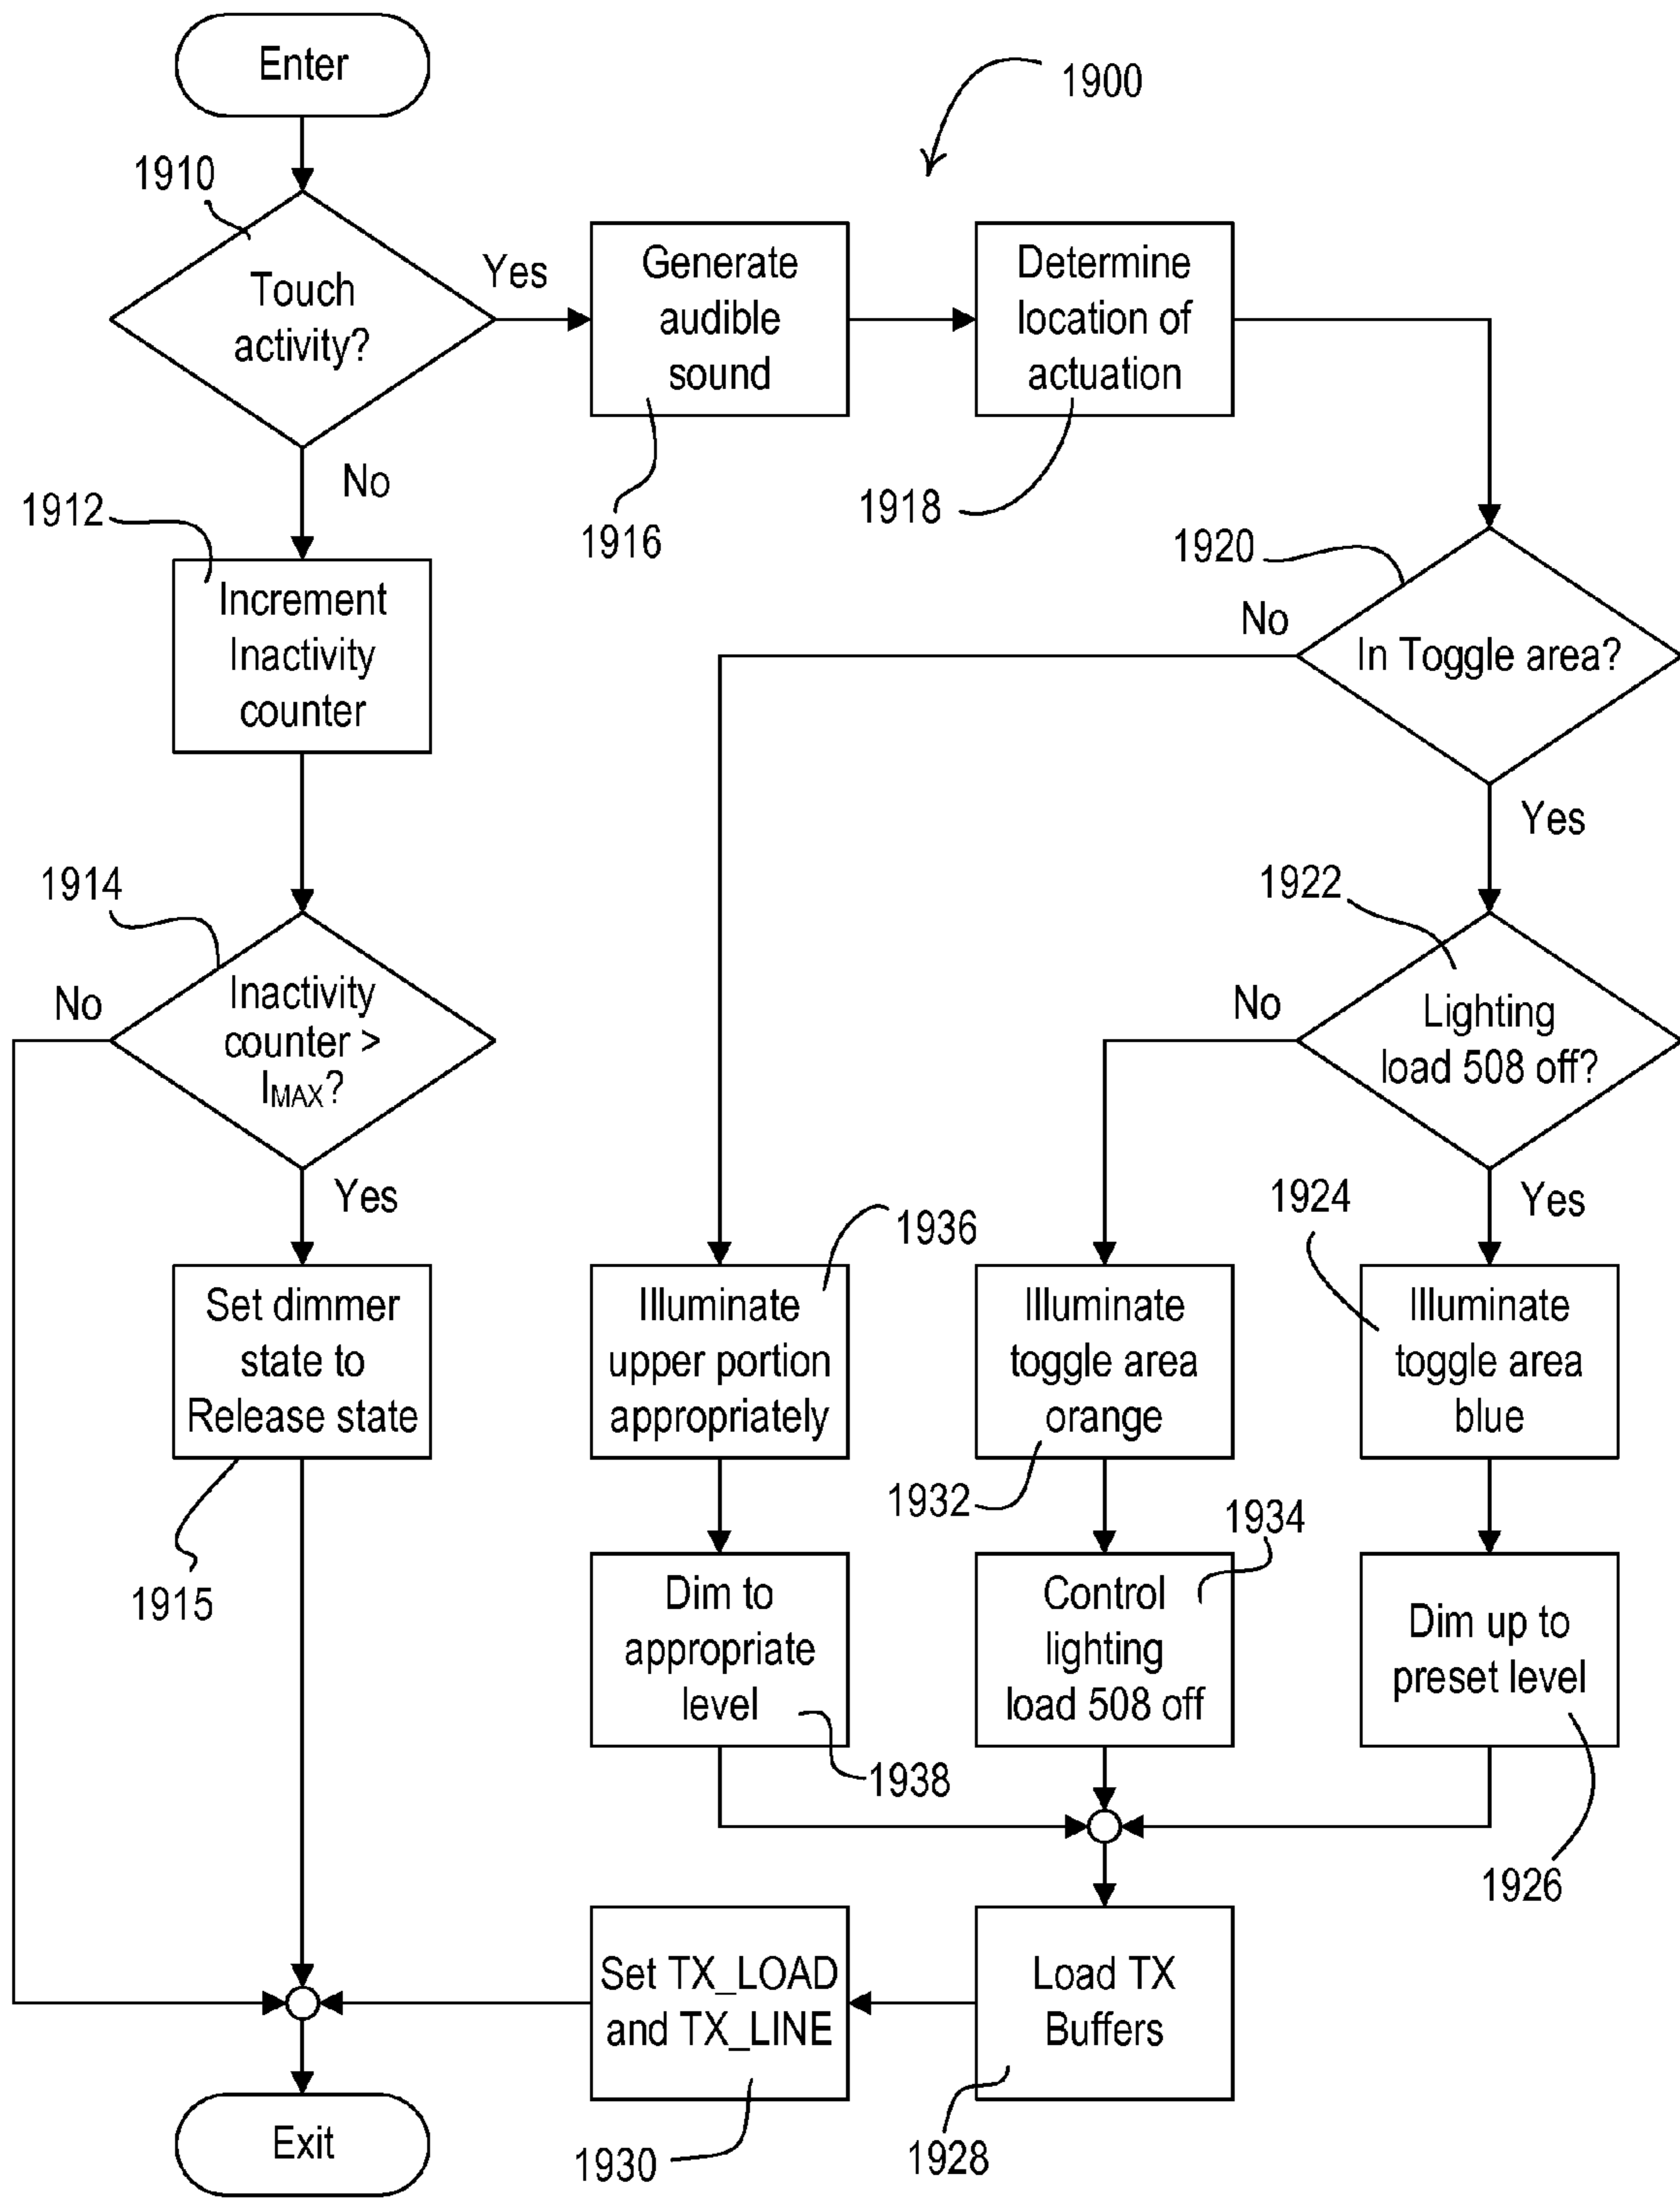 Enter
1900
1910
Touch
activity?
Yes
Generate
audible
sound
Determine
location of
actuation
No
1912
1916
1918
1920
Increment
Inactivity
counter
No
In Toggle area?
Yes
1914
1922
No
Inactivity
counter >
IMAX?
No
Lighting
load 508 off?
Yes
1936
1924
Yes
Set dimmer
state to
Release state
Illuminate
upper portion
appropriately
Illuminate
toggle area
orange
Illuminate
toggle area
blue
1915
1932
1934
Dim to
appropriate
level
Control
lighting
load 508 off
Dim up to
preset level
1938
1926
Set TX_LOAD
and TX_LINE
Load TX
Buffers
Exit
1930
1928